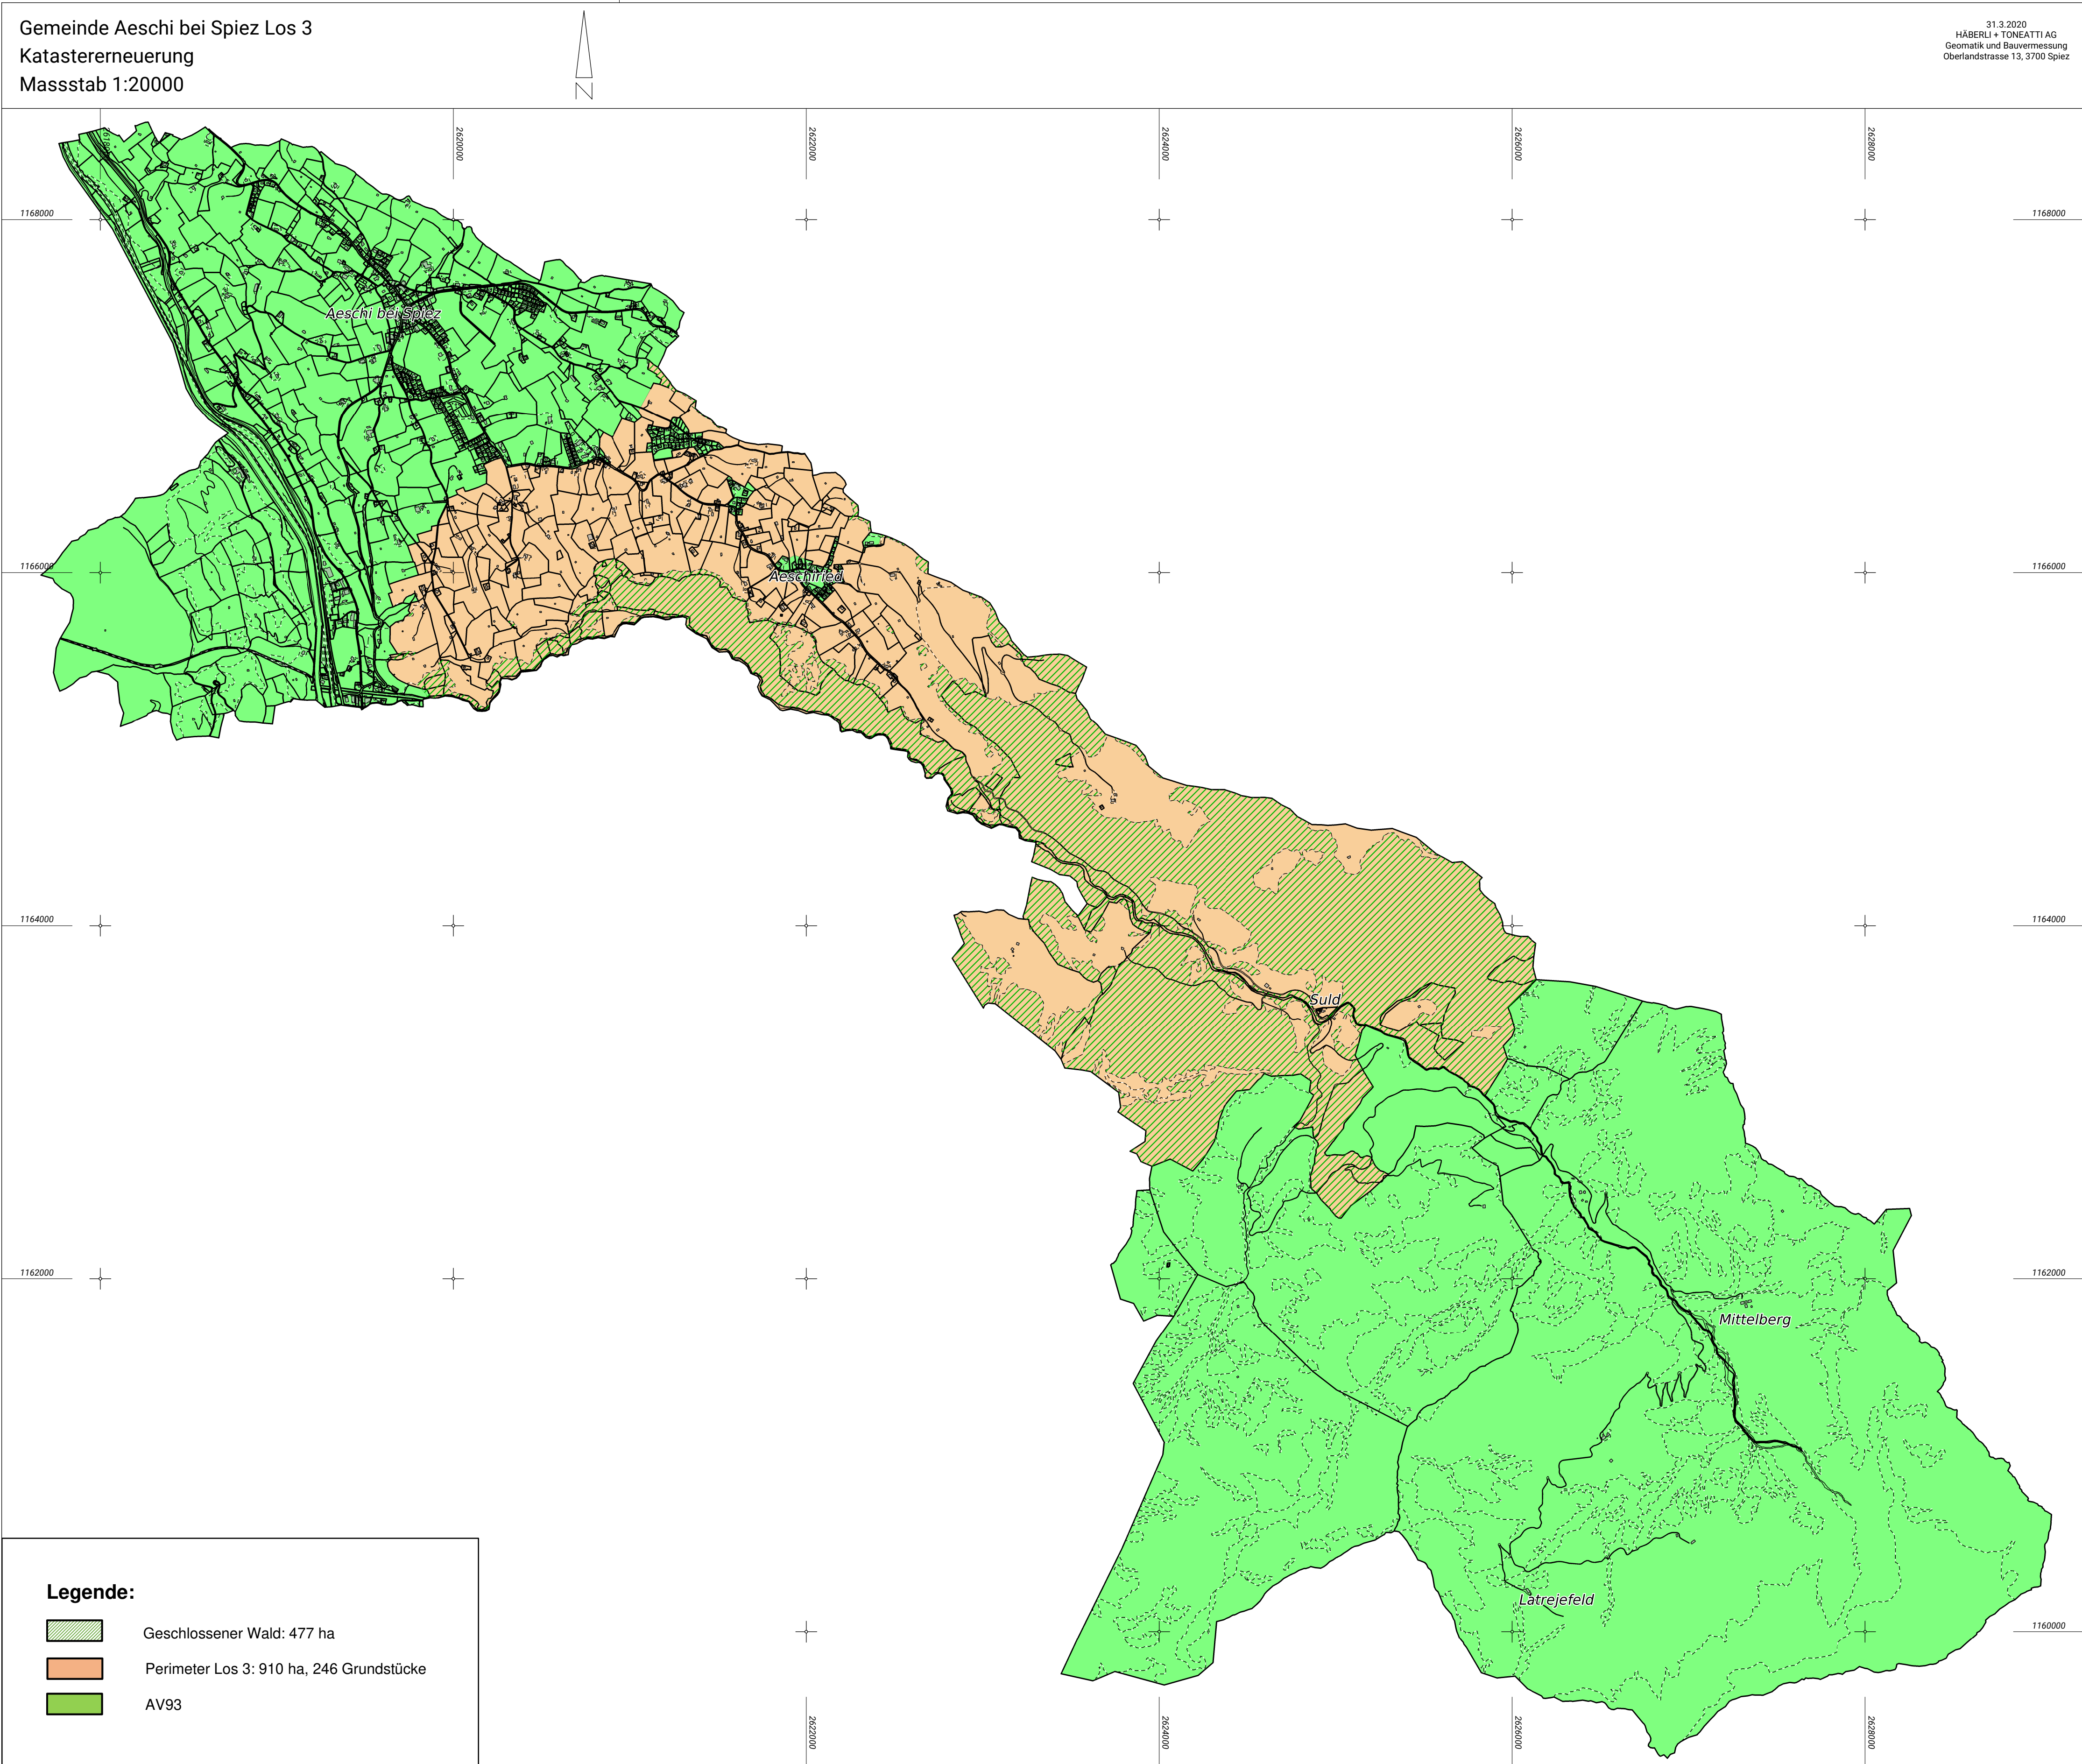 Gemeinde Aeschi bei Spiez Los 3
Katastererneuerung
Massstab 1:20000
N
31.3.2020
HÄBERLI + TONEATTI AG
Geomatik und Bauvermessung
Oberlandstrasse 13, 3700 Spiez
2620000
2622000
2624000
2626000
2628000
1168000
1168000
Aeschi bei Spiez
1166000
Aeschiried
1166000
1164000
1164000
Suld
1162000
1162000
Mittelberg
Latrejefeld
1160000
Legende:
Geschlossener Wald: 477 ha
Perimeter Los 3: 910 ha, 246 Grundstücke
AV93
2622000
2624000
2626000
2628000